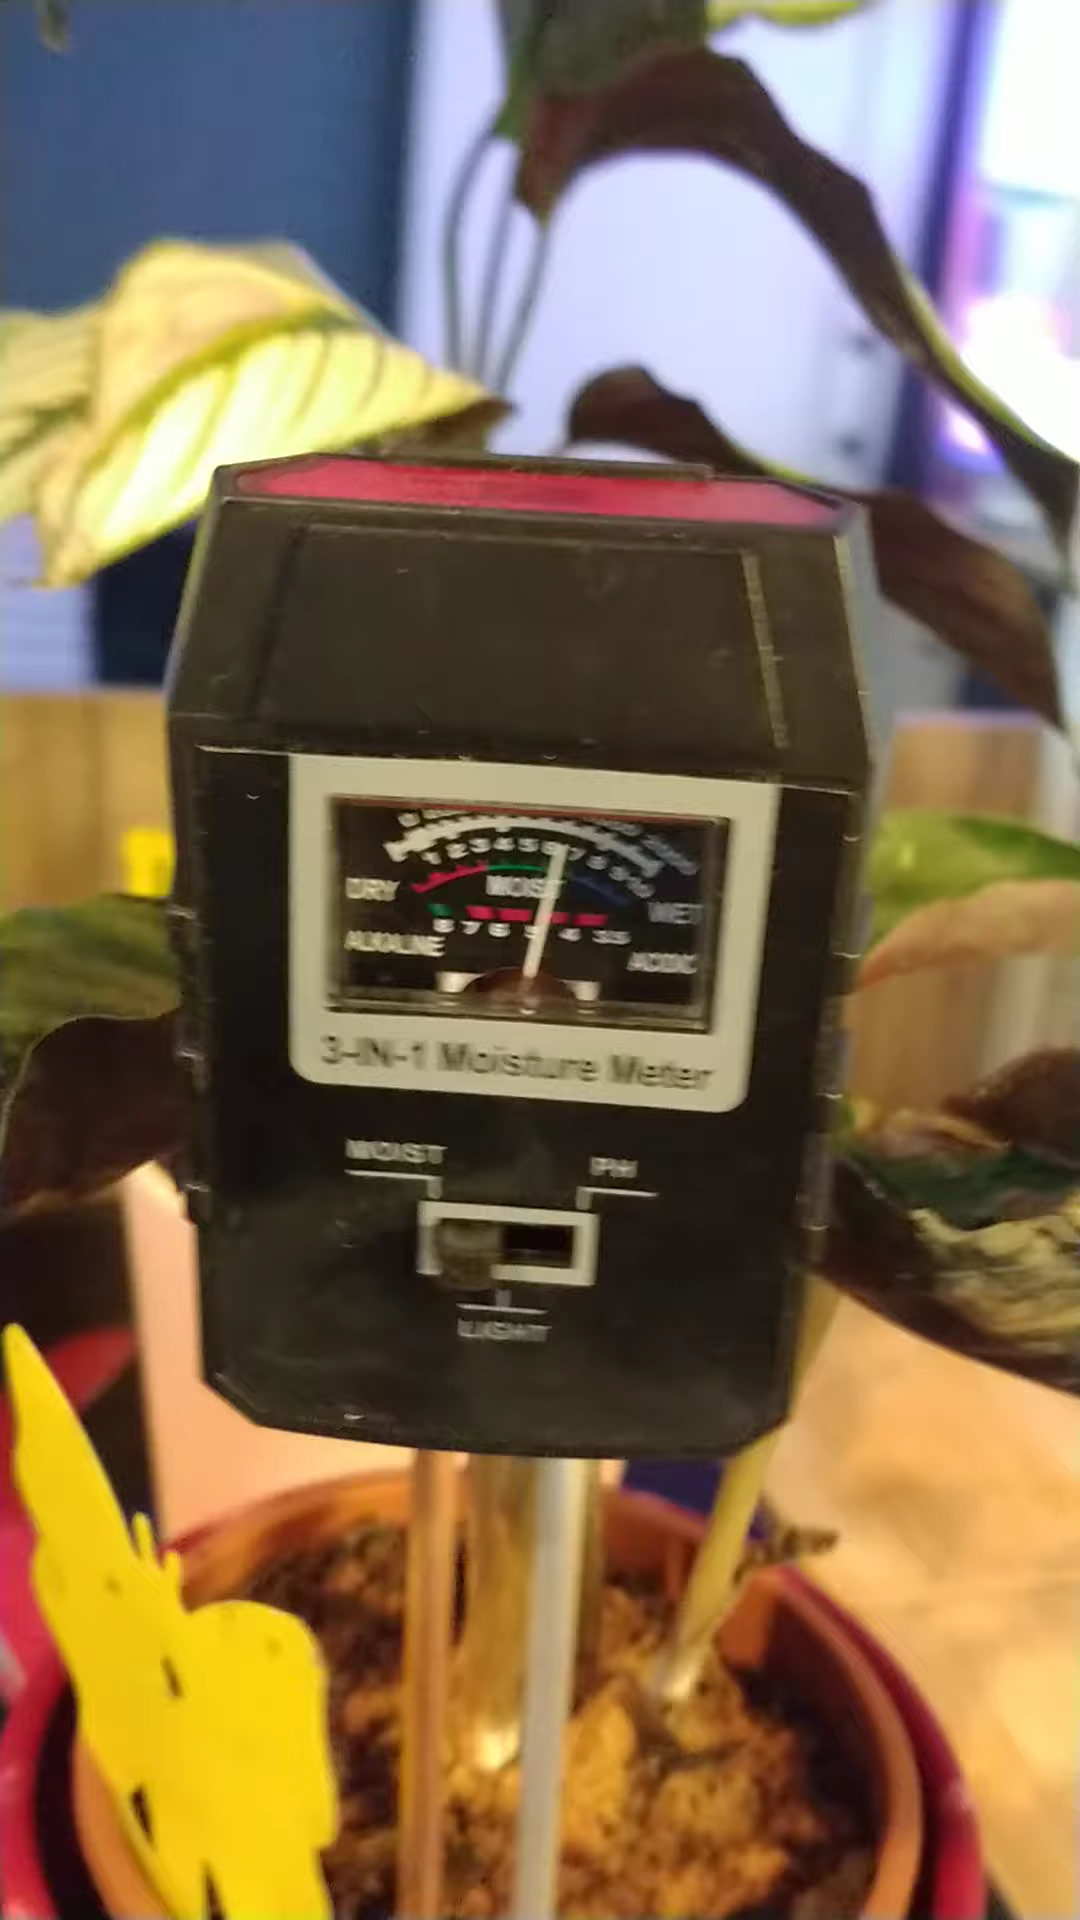 1 2 3 4 5 6 7 8 9 10
DRY MOIST WET
8 7 6 5 4 3.5
ALKALINE ACIDIC
3-IN-1 Moisture Meter
MOIST PH
LIGHT